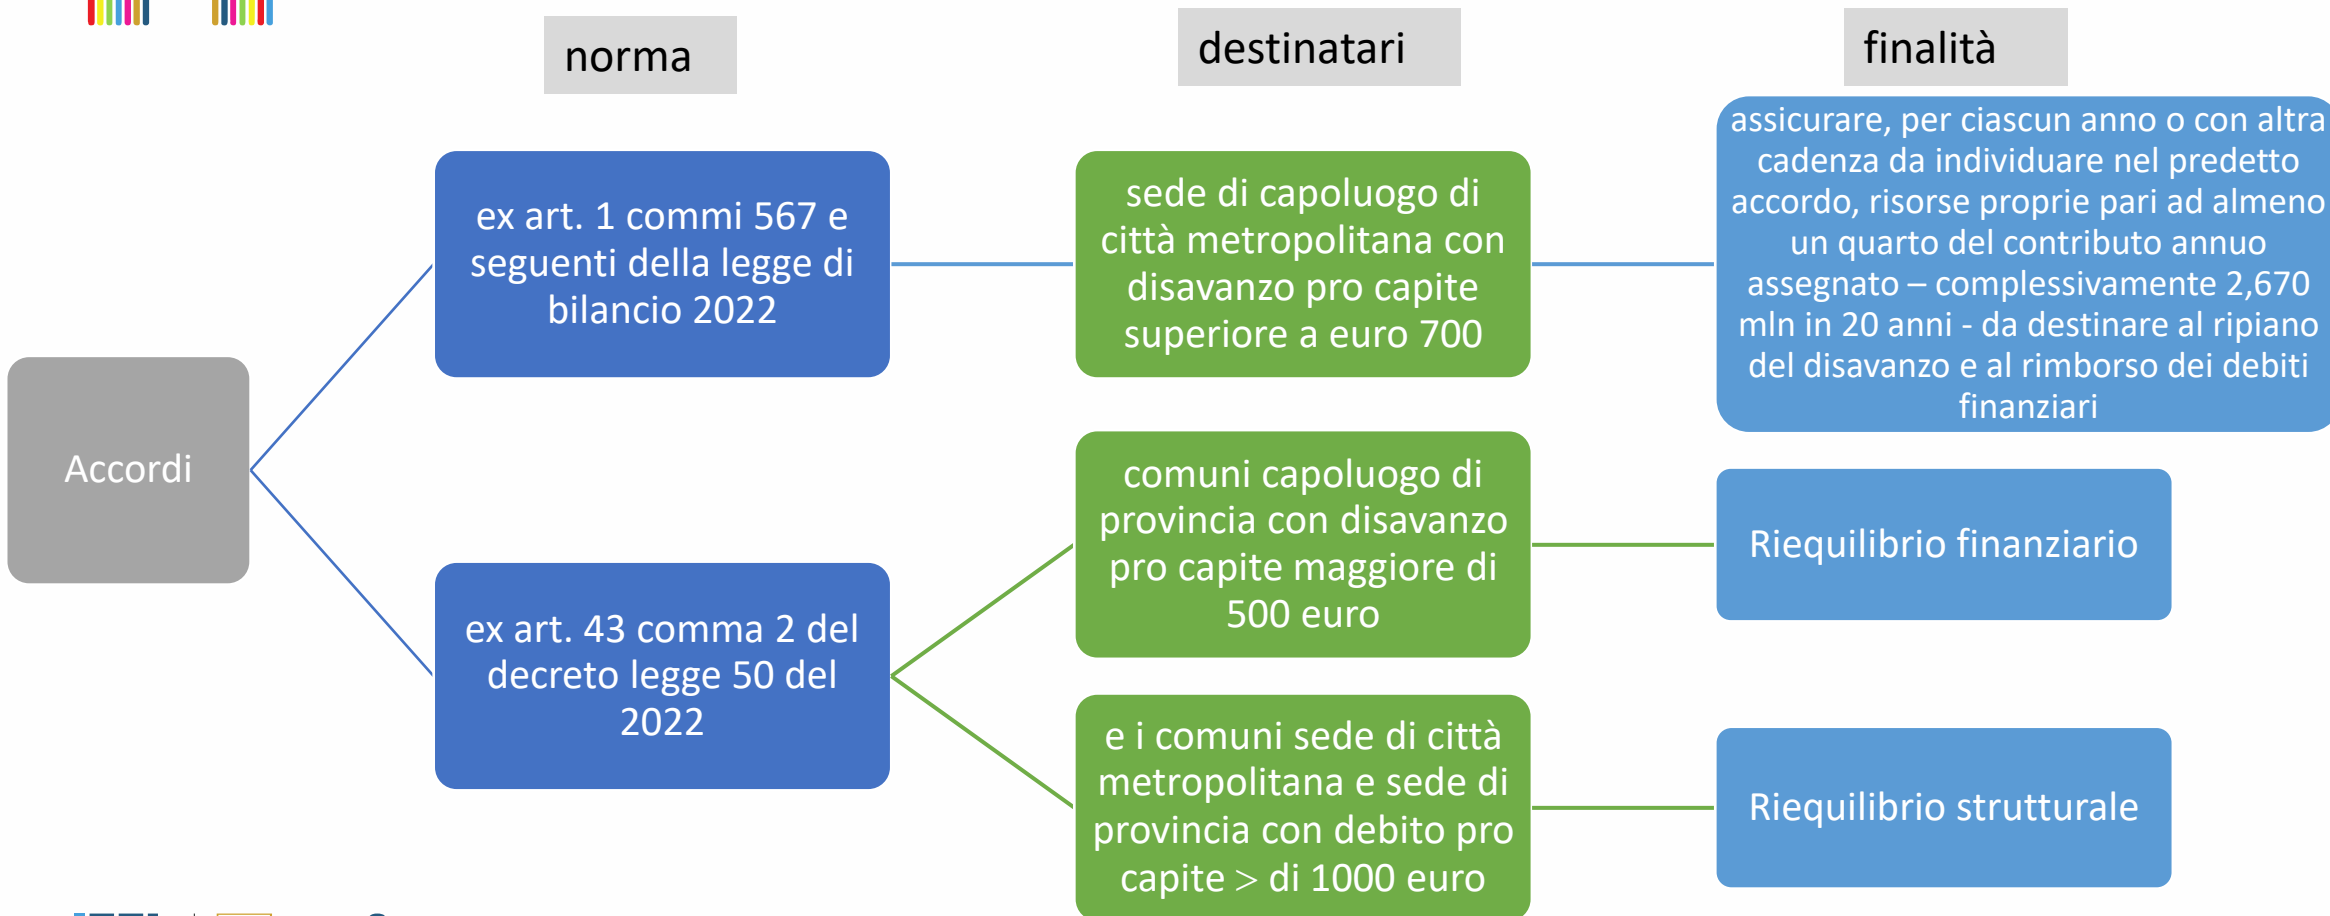 norma
destinatari
finalità
Accordi
ex art. 1 commi 567 e
seguenti della legge di
bilancio 2022
sede di capoluogo di
città metropolitana con
disavanzo pro capite
superiore a euro 700
assicurare, per ciascun anno o con altra
cadenza da individuare nel predetto
accordo, risorse proprie pari ad almeno
un quarto del contributo annuo
assegnato – complessivamente 2,670
mln in 20 anni - da destinare al ripiano
del disavanzo e al rimborso dei debiti
finanziari
ex art. 43 comma 2 del
decreto legge 50 del
2022
comuni capoluogo di
provincia con disavanzo
pro capite maggiore di
500 euro
Riequilibrio finanziario
e i comuni sede di città
metropolitana e sede di
provincia con debito pro
capite > di 1000 euro
Riequilibrio strutturale